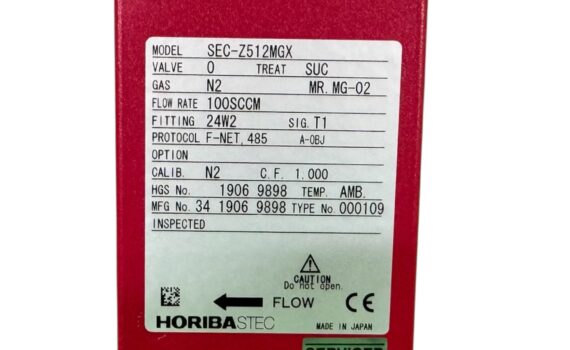 MODEL SEC-Z512MGX
VALVE O TREAT SUC
GAS N2 MR. MG-02
FLOW RATE 100SCCM
FITTING 24W2 SIG. T1
PROTOCOL F-NET, 485 A-OBJ
OPTION
CALIB. N2 C.F. 1.000
HGS No. 1906 9898 TEMP. AMB.
MFG No. 34 1906 9898 TYPE No. 000109
INSPECTED
CAUTION
Do not open.
FLOW CE
HORIBASTEC MADE IN JAPAN
SERVICED